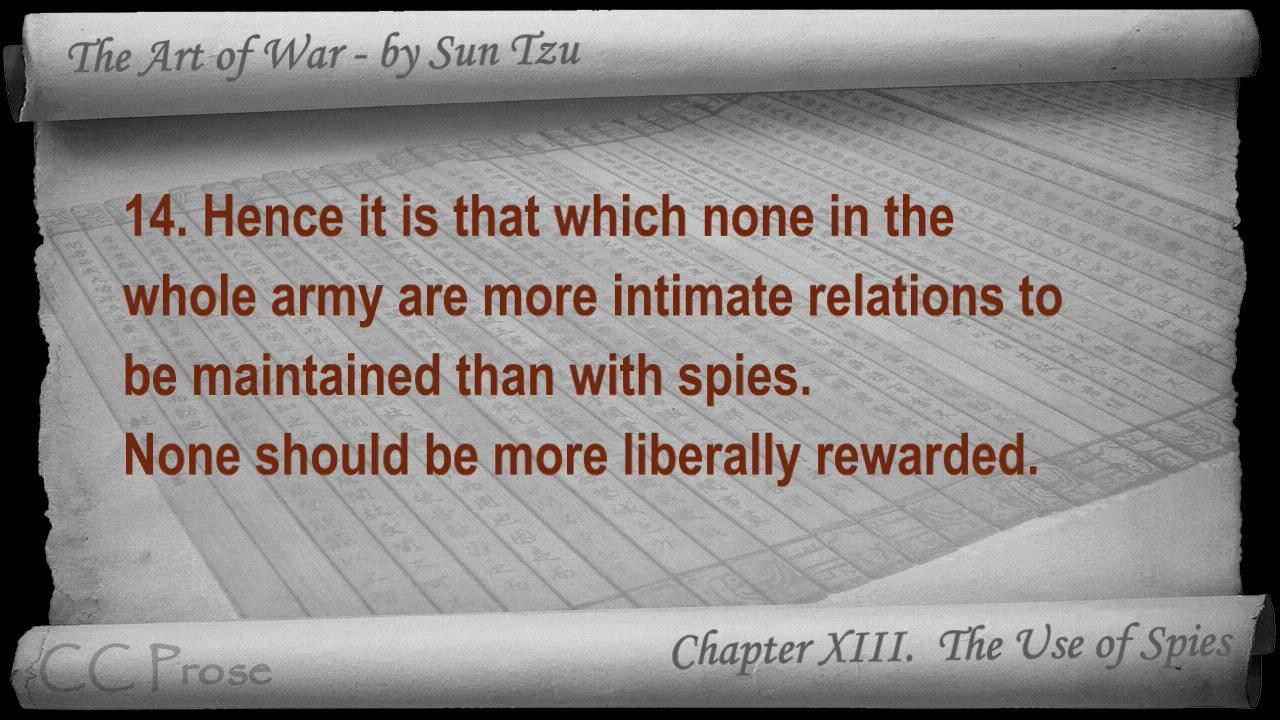 The Art of War - by Sun Tzu
14. Hence it is that which none in the
whole army are more intimate relations to
be maintained than with spies.
None should be more liberally rewarded.
Chapter XIII. The Use of Spies
CC Prose